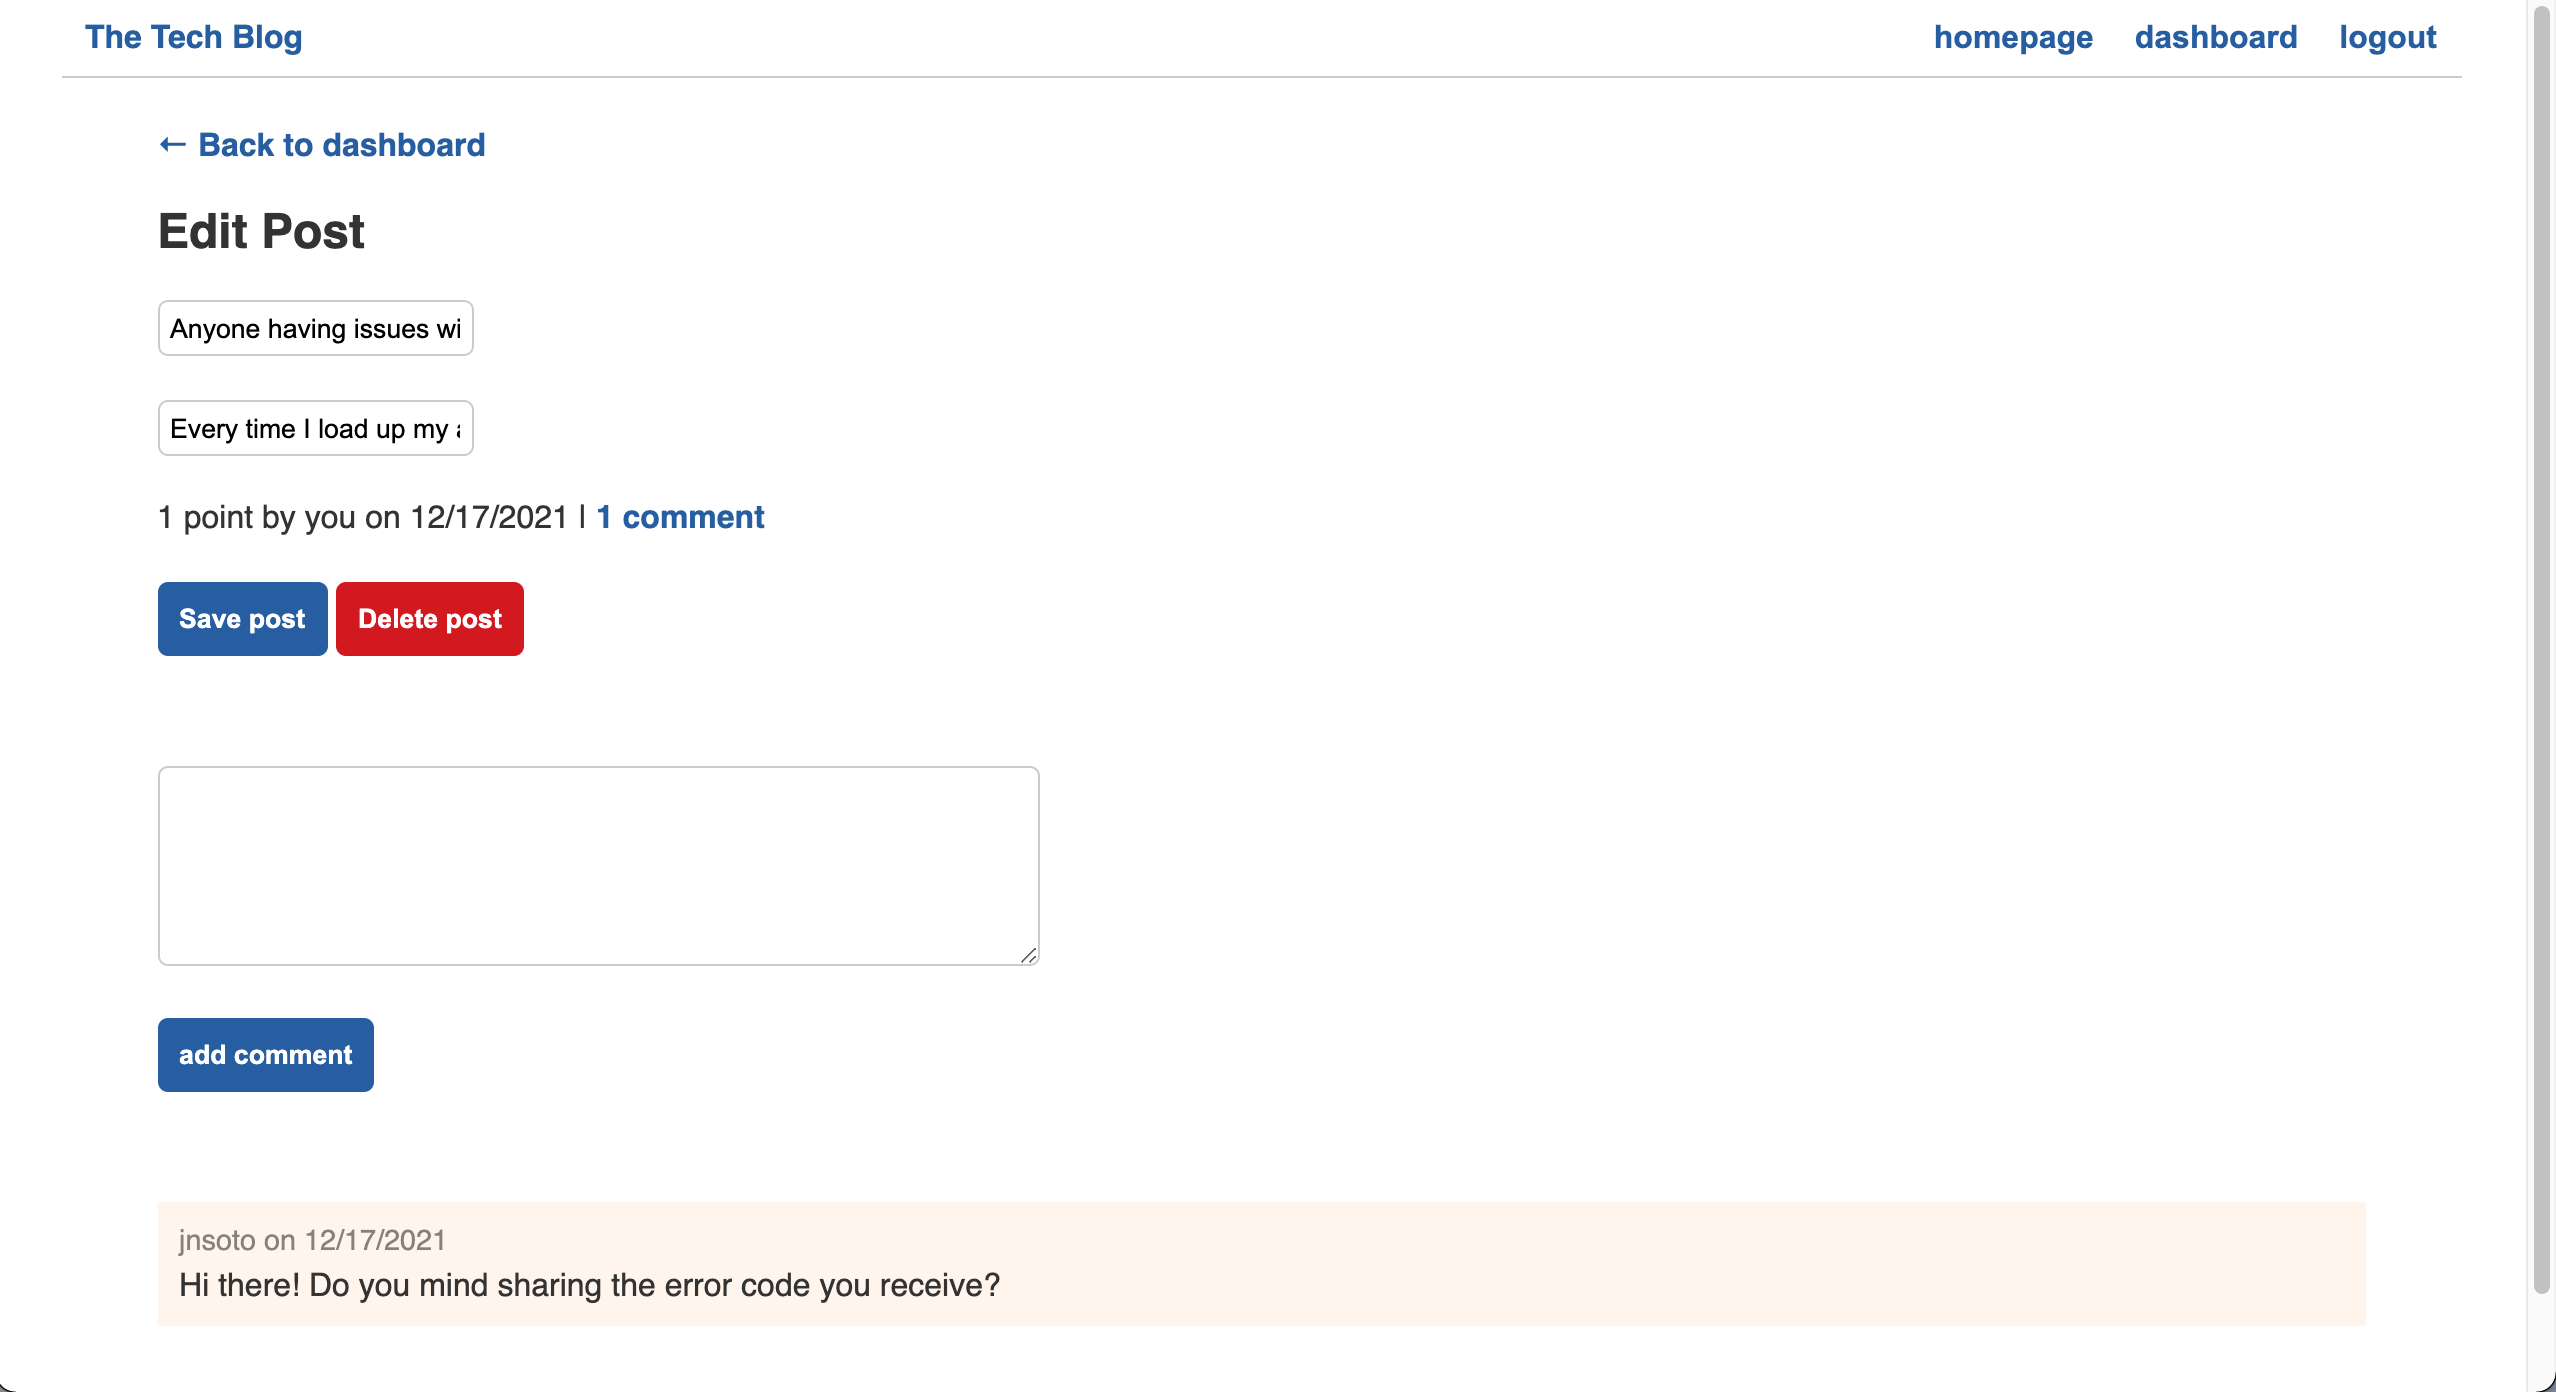 The Tech Blog
homepage dashboard logout
← Back to dashboard
Edit Post
Anyone having issues wi
Every time I load up my
1 point by you on 12/17/2021 | 1 comment
Save post Delete post
add comment
jnsoto on 12/17/2021
Hi there! Do you mind sharing the error code you receive?